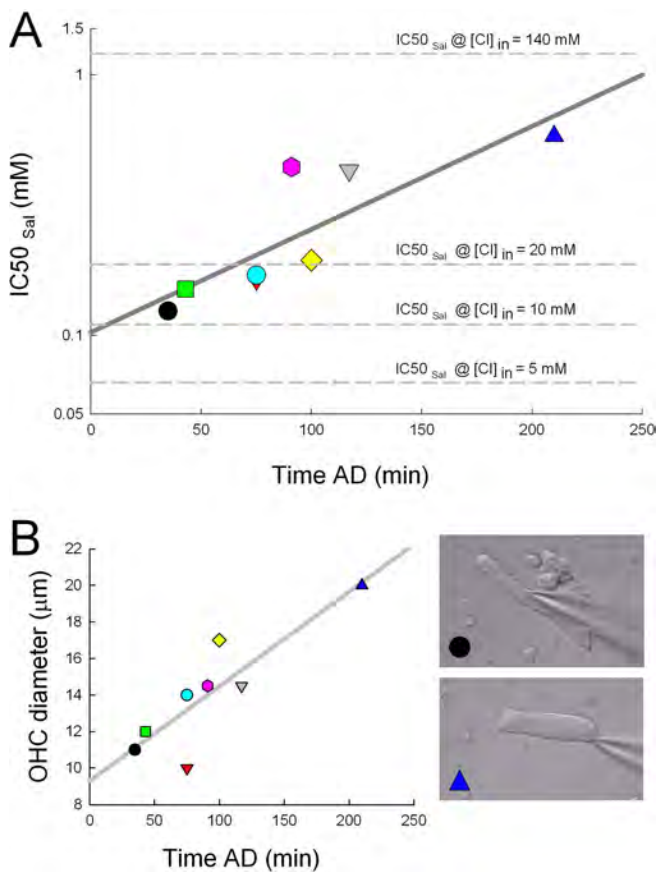 A
1.5
IC50 Sal @ [Cl] in = 140 mM
1
IC50 Sal (mM)
IC50 Sal @ [Cl] in = 20 mM
IC50 Sal @ [Cl] in = 10 mM
0.1
IC50 Sal @ [Cl] in = 5 mM
0.05
0 50 100 150 200 250
Time AD (min)
B
22
20
18
16
14
12
10
8
OHC diameter (μm)
0 50 100 150 200 250
Time AD (min)